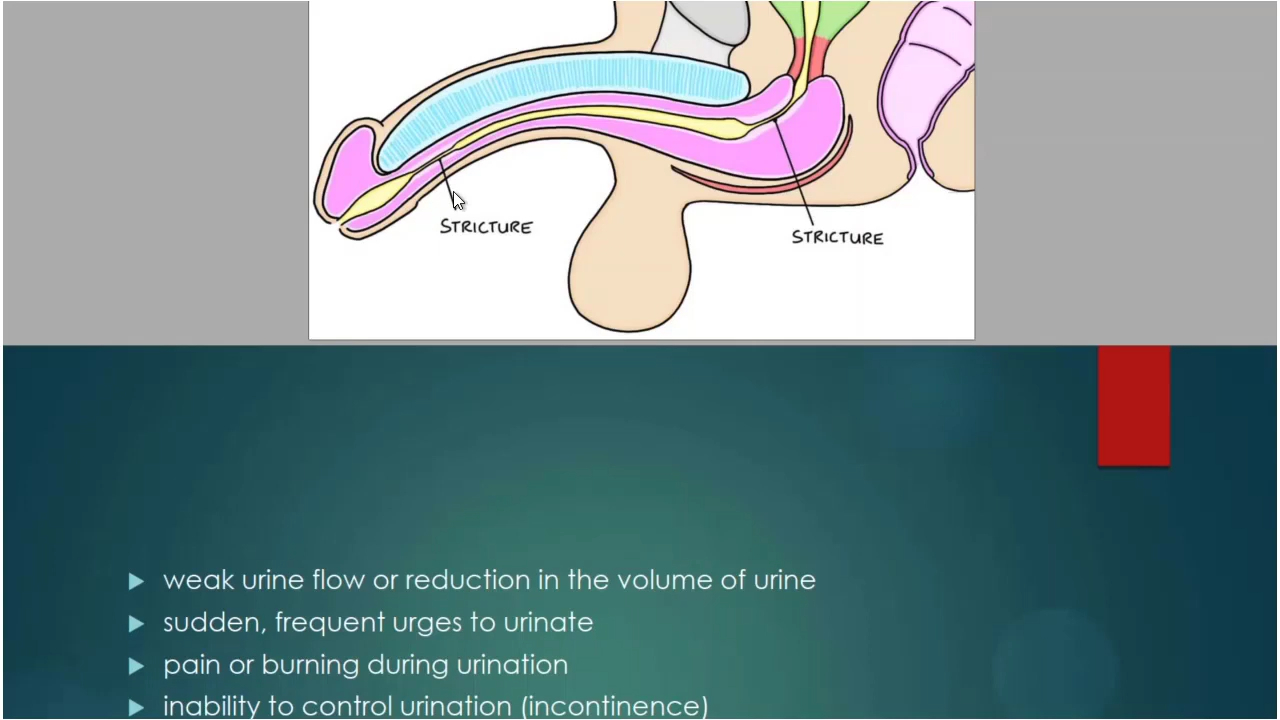 STRICTURE
STRICTURE
weak urine flow or reduction in the volume of urine
sudden, frequent urges to urinate
pain or burning during urination
inability to control urination (incontinence)